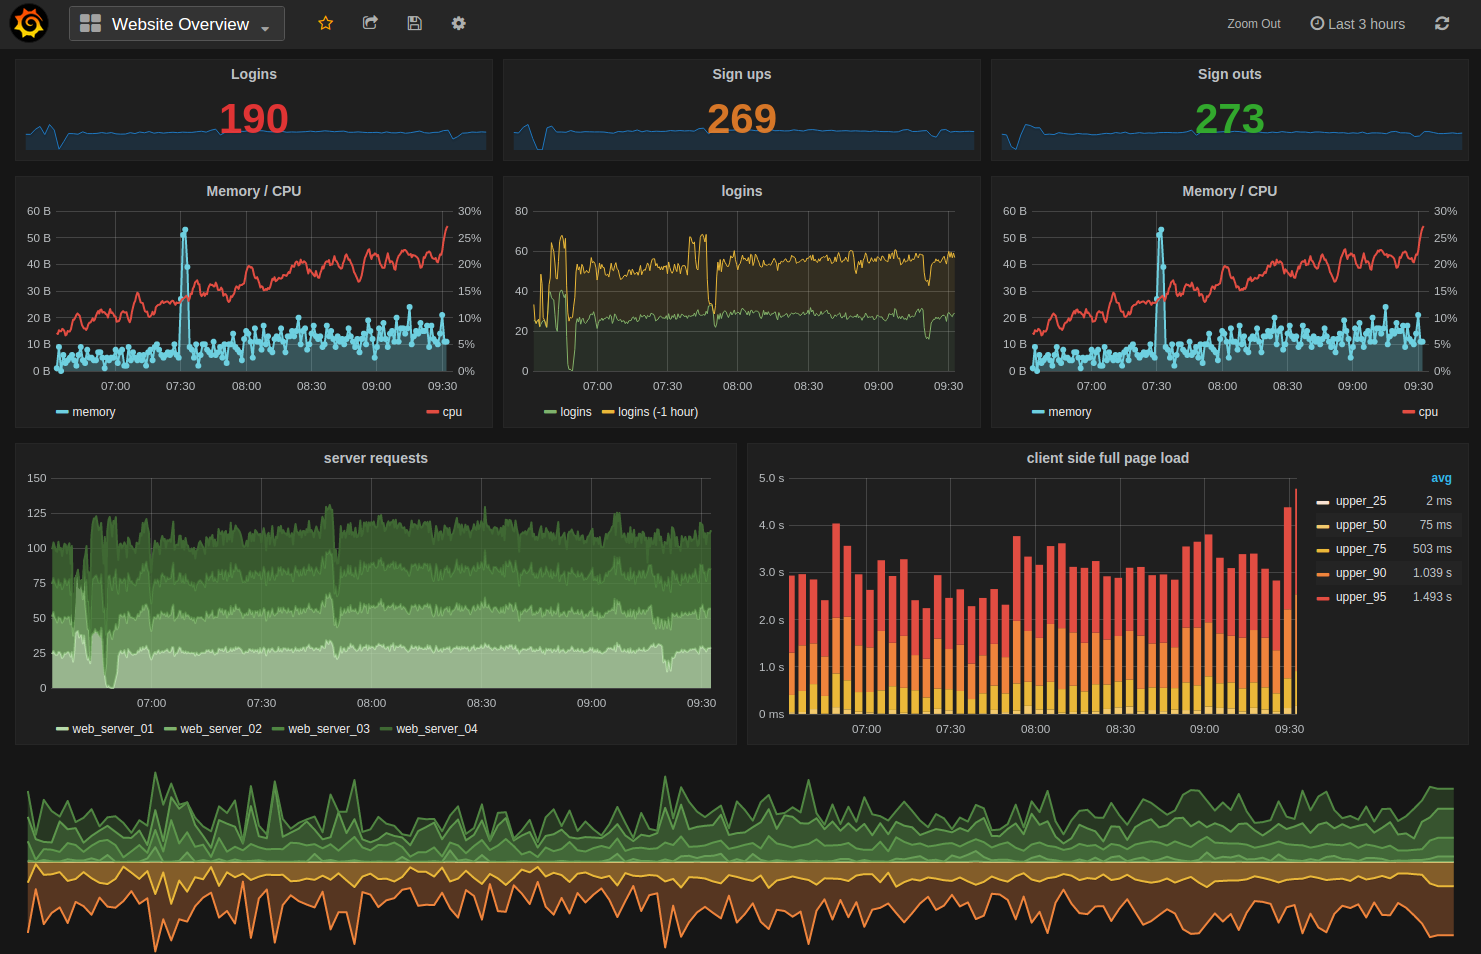 Website Overview
Zoom Out
Last 3 hours
Logins
190
Sign ups
269
Sign outs
273
Memory / CPU
60 B
50 B
40 B
30 B
20 B
10 B
0 B
30%
25%
20%
15%
10%
5%
0%
07:00 07:30 08:00 08:30 09:00 09:30
memory cpu
logins
80
60
40
20
0
07:00 07:30 08:00 08:30 09:00 09:30
logins logins (-1 hour)
Memory / CPU
60 B
50 B
40 B
30 B
20 B
10 B
0 B
30%
25%
20%
15%
10%
5%
0%
07:00 07:30 08:00 08:30 09:00 09:30
memory cpu
server requests
150
125
100
75
50
25
0
07:00 07:30 08:00 08:30 09:00 09:30
web_server_01 web_server_02 web_server_03 web_server_04
client side full page load
5.0 s
4.0 s
3.0 s
2.0 s
1.0 s
0 ms
07:00 07:30 08:00 08:30 09:00 09:30
avg
upper_25 2 ms
upper_50 75 ms
upper_75 503 ms
upper_90 1.039 s
upper_95 1.493 s